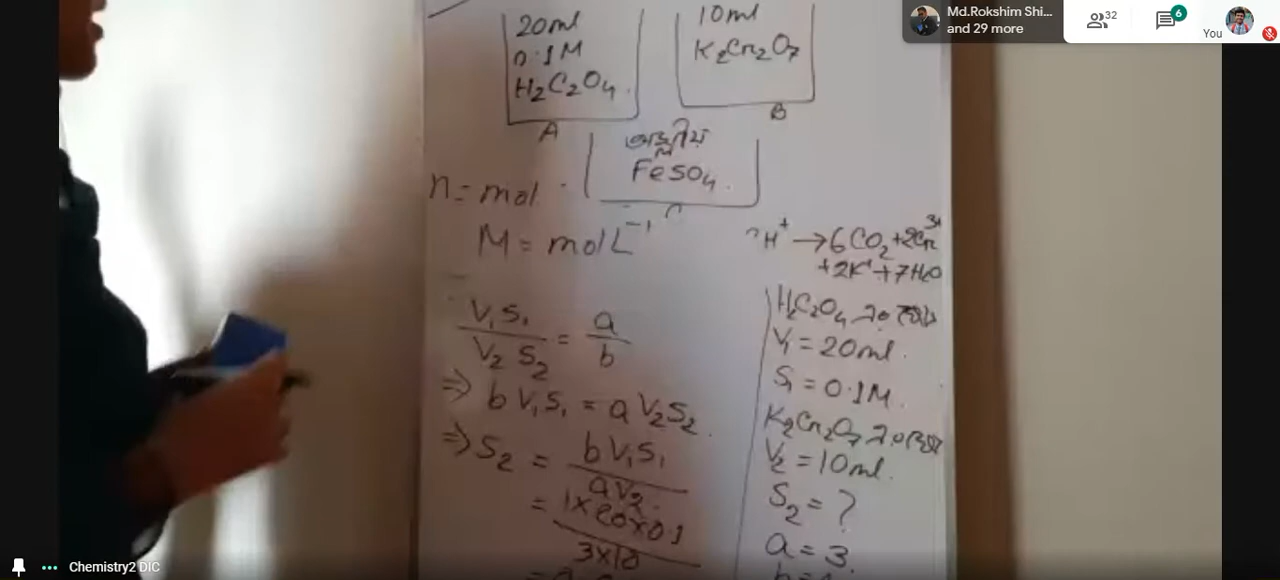 Md.Rokshim Shi...
and 29 more
32
6
You
20ml
0.1M
H₂C₂O₄
A
10ml
K₂Cr₂O₇
B
অম্লীয়
FeSO₄
C
n = mol
M = molL⁻¹
H⁺ → 6CO₂ + 2Cr³⁺
+ 2K⁺ + 7H₂O
V₁S₁ / V₂S₂ = a / b
⇒ bV₁S₁ = aV₂S₂
⇒ S₂ = bV₁S₁ / aV₂
= 1×20×0.1 / 3×10
H₂C₂O₄
V₁ = 20ml.
S₁ = 0.1M.
K₂Cr₂O₇
V₂ = 10ml.
S₂ = ?
a = 3.
Chemistry2 DIC